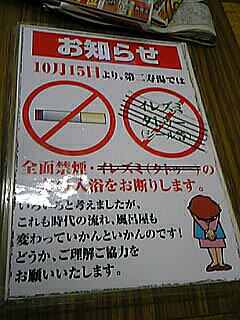 お知らせ
10月15日より、第二寿湯では
イレズミ
タトゥー
(シール含)
全面禁煙・イレズミ(タトゥー)の
入浴をお断りします。
いろいろと考えましたが、
これも時代の流れ、風呂屋も
変わっていかんといかんのです!
どうか、ご理解ご協力を
お願いいたします。